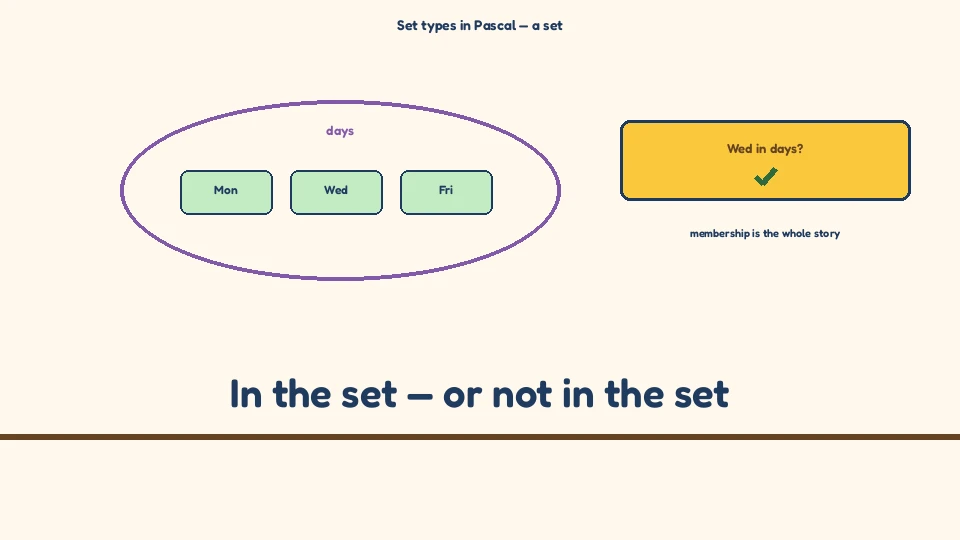 Set types in Pascal — a set
days
Mon
Wed
Fri
Wed in days?
membership is the whole story
In the set — or not in the set